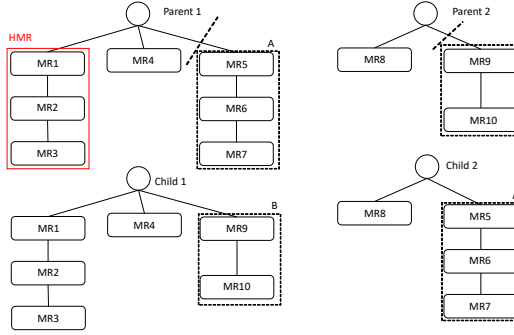 Parent 1
Parent 2
HMR
A
MR1
MR4
MR5
MR8
MR9
MR2
MR6
MR10
MR3
MR7
Child 1
Child 2
B
MR1
MR4
MR9
MR8
MR5
MR2
MR10
MR6
MR3
MR7